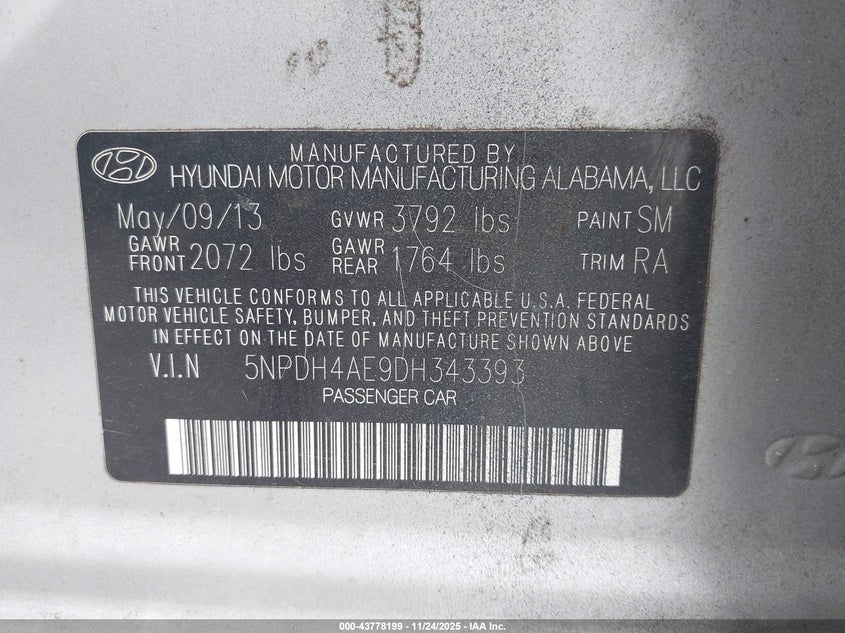 MANUFACTURED BY
HYUNDAI MOTOR MANUFACTURING ALABAMA, LLC
May/09/13 GVWR 3792 lbs PAINT SM
GAWR FRONT 2072 lbs GAWR REAR 1764 lbs TRIM RA
THIS VEHICLE CONFORMS TO ALL APPLICABLE U.S.A. FEDERAL
MOTOR VEHICLE SAFETY, BUMPER, AND THEFT PREVENTION STANDARDS
IN EFFECT ON THE DATE OF MANUFACTURE SHOWN ABOVE
V.I.N 5NPDH4AE9DH343393
PASSENGER CAR
000-43778199 - 11/24/2025 - IAA Inc.